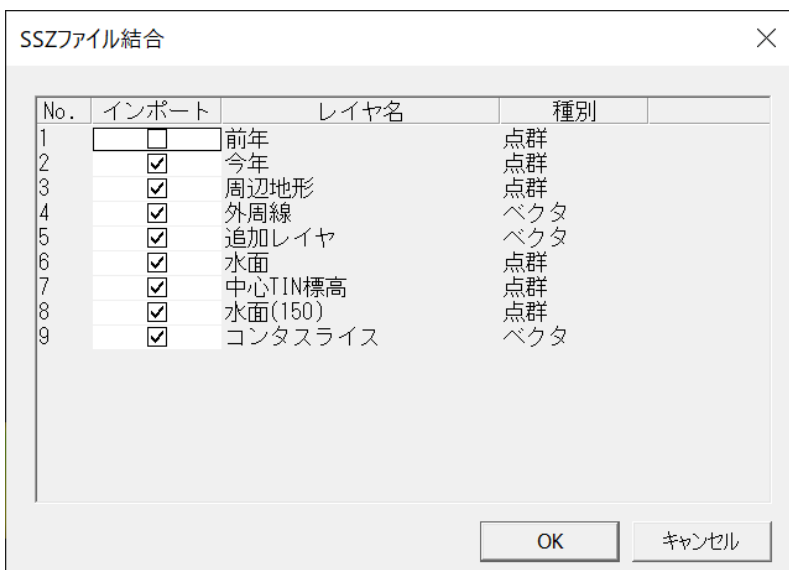 SSZファイル結合
No. インポート レイヤ名 種別
1 前年 点群
2 今年 点群
3 周辺地形 点群
4 外周線 ベクタ
5 追加レイヤ ベクタ
6 水面 点群
7 中心TIN標高 点群
8 水面(150) 点群
9 コンタスライス ベクタ
OK キャンセル